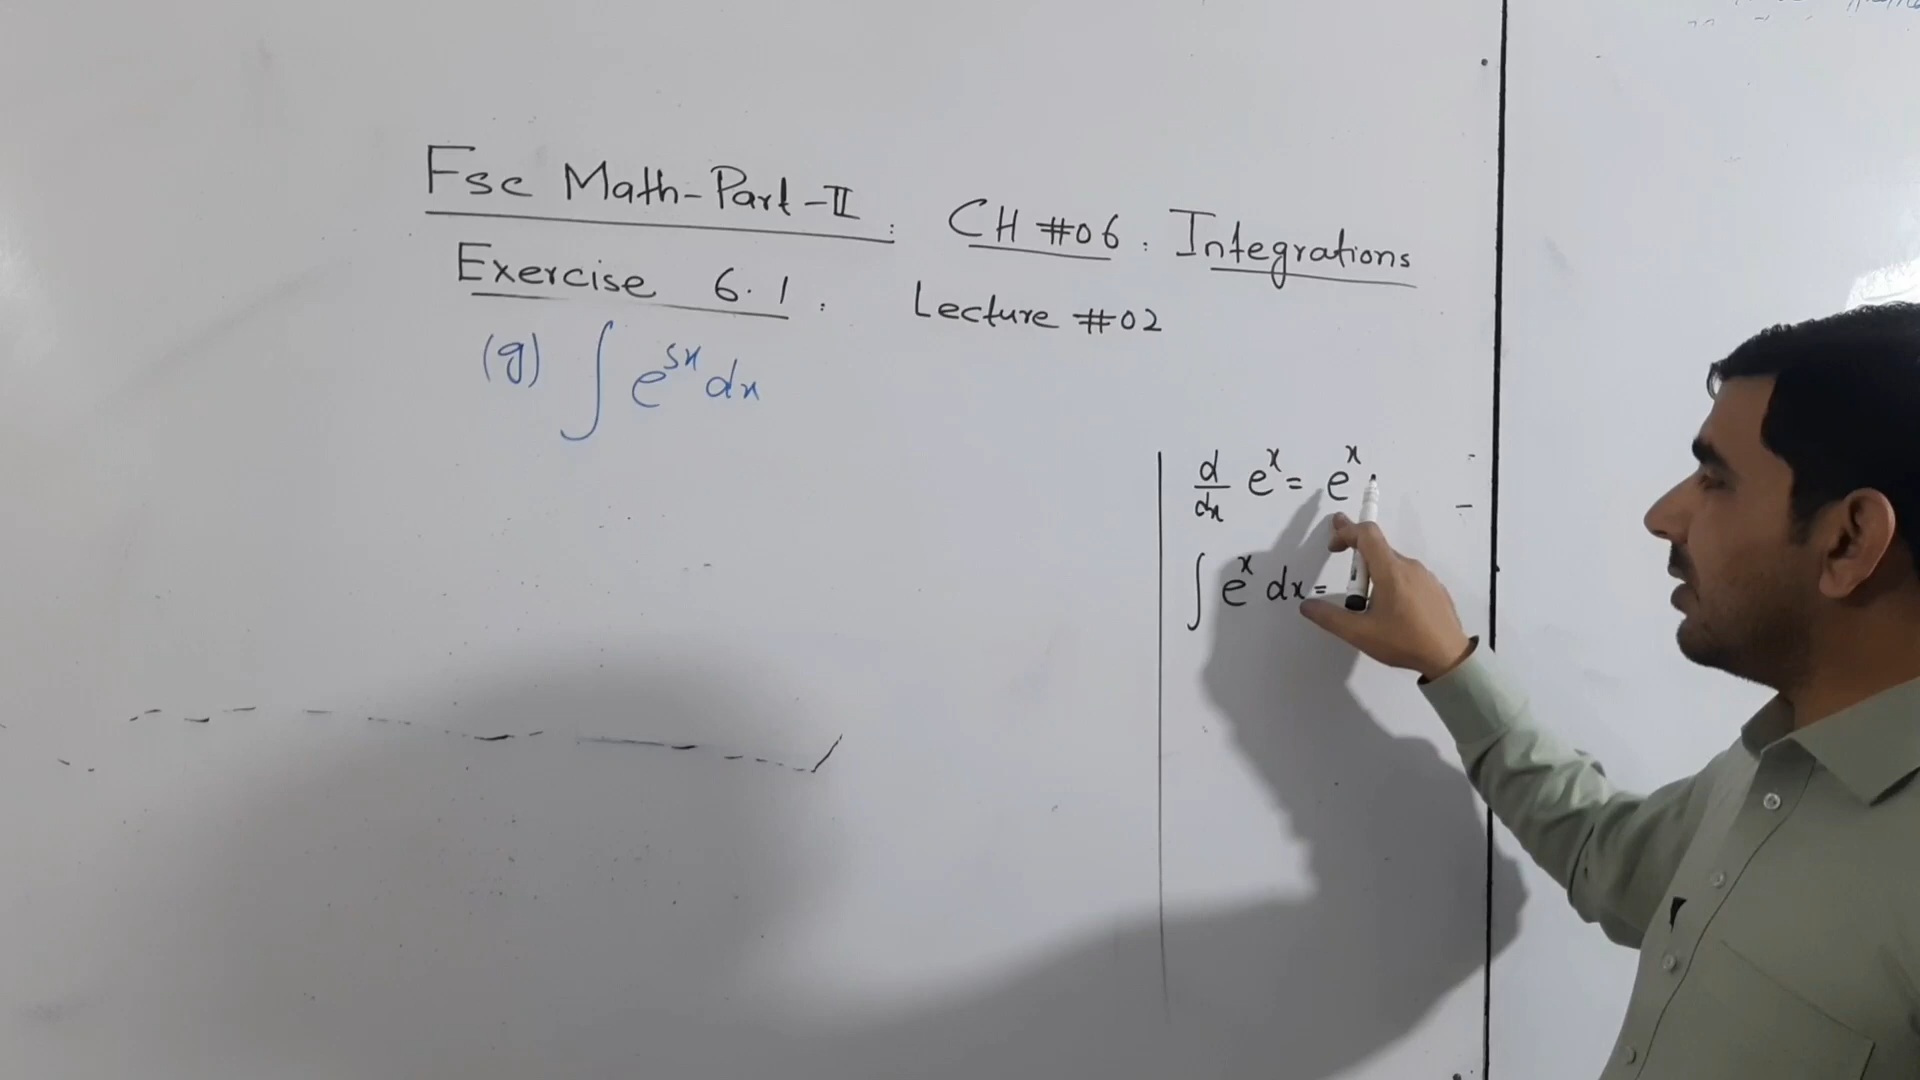 Fsc Math-Part-II . CH #06 . Integrations
Exercise 6.1 . Lecture #02
(g) ∫ e^{5x} dx
d/dx e^x = e^x
∫ e^x dx =